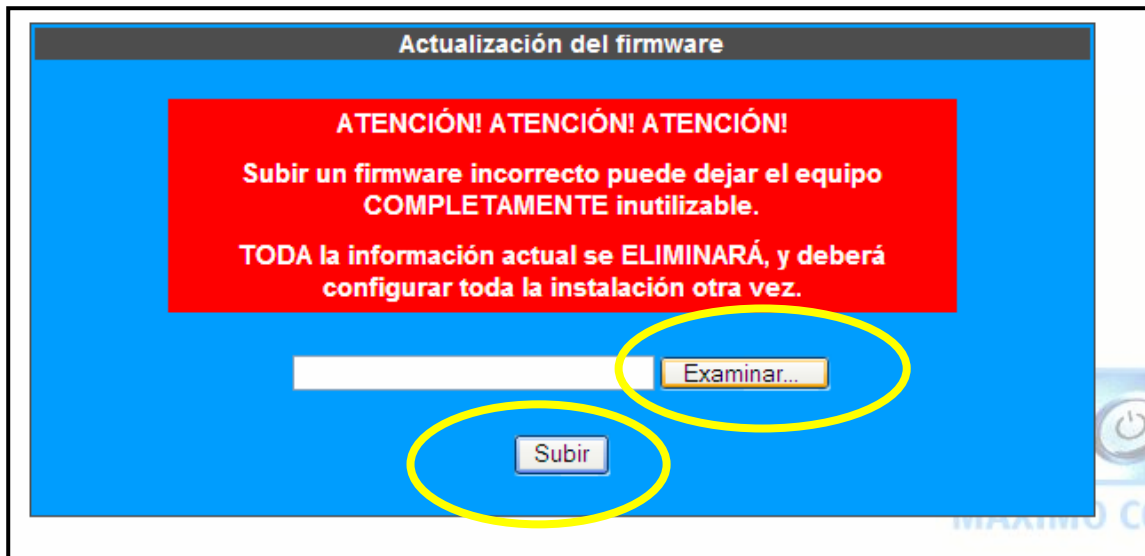 Actualización del firmware
ATENCIÓN! ATENCIÓN! ATENCIÓN!
Subir un firmware incorrecto puede dejar el equipo
COMPLETAMENTE inutilizable.
TODA la información actual se ELIMINARÁ, y deberá
configurar toda la instalación otra vez.
Examinar...
Subir
MAXIMO